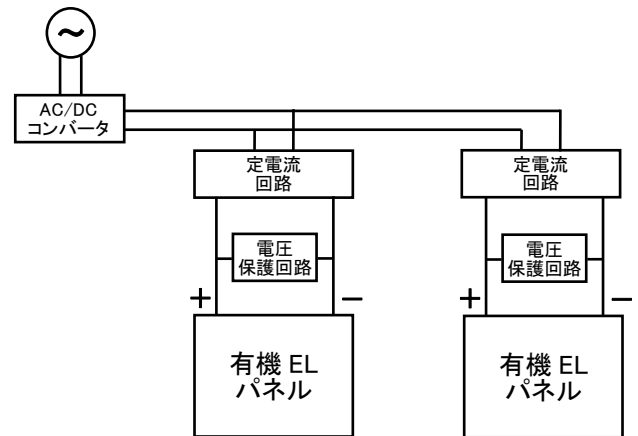 ~
AC/DC
コンバータ
定電流
回路
定電流
回路
電圧
保護回路
電圧
保護回路
+
−
+
−
有機 EL
パネル
有機 EL
パネル